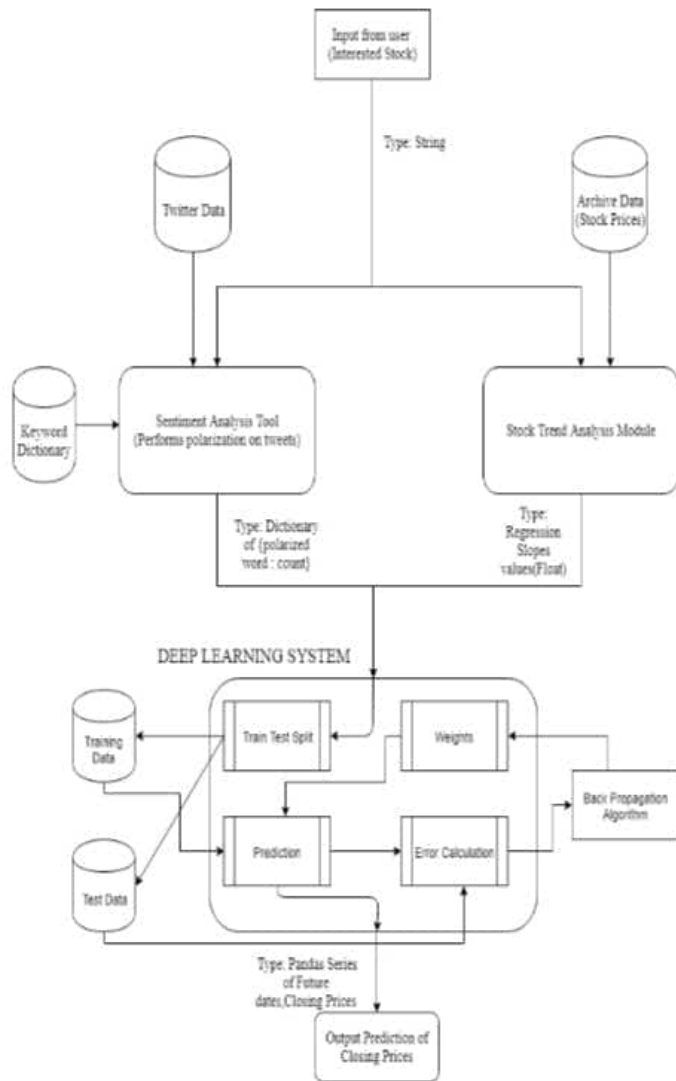 Input from user
(Interested Stock)
Type: String
Twitter Data
Archive Data
(Stock Prices)
Keyword
Dictionary
Sentiment Analysis Tool
(Performs polarization on tweets)
Stock Trend Analysis Module
Type: Dictionary
of {polarized
word : count}
Type:
Regression
Slopes
values(Float)
DEEP LEARNING SYSTEM
Training
Data
Train Test Split
Weights
Back Propagation
Algorithm
Prediction
Error Calculation
Test Data
Type: Pandas Series
of Future
dates,Closing Prices
Output Prediction of
Closing Prices